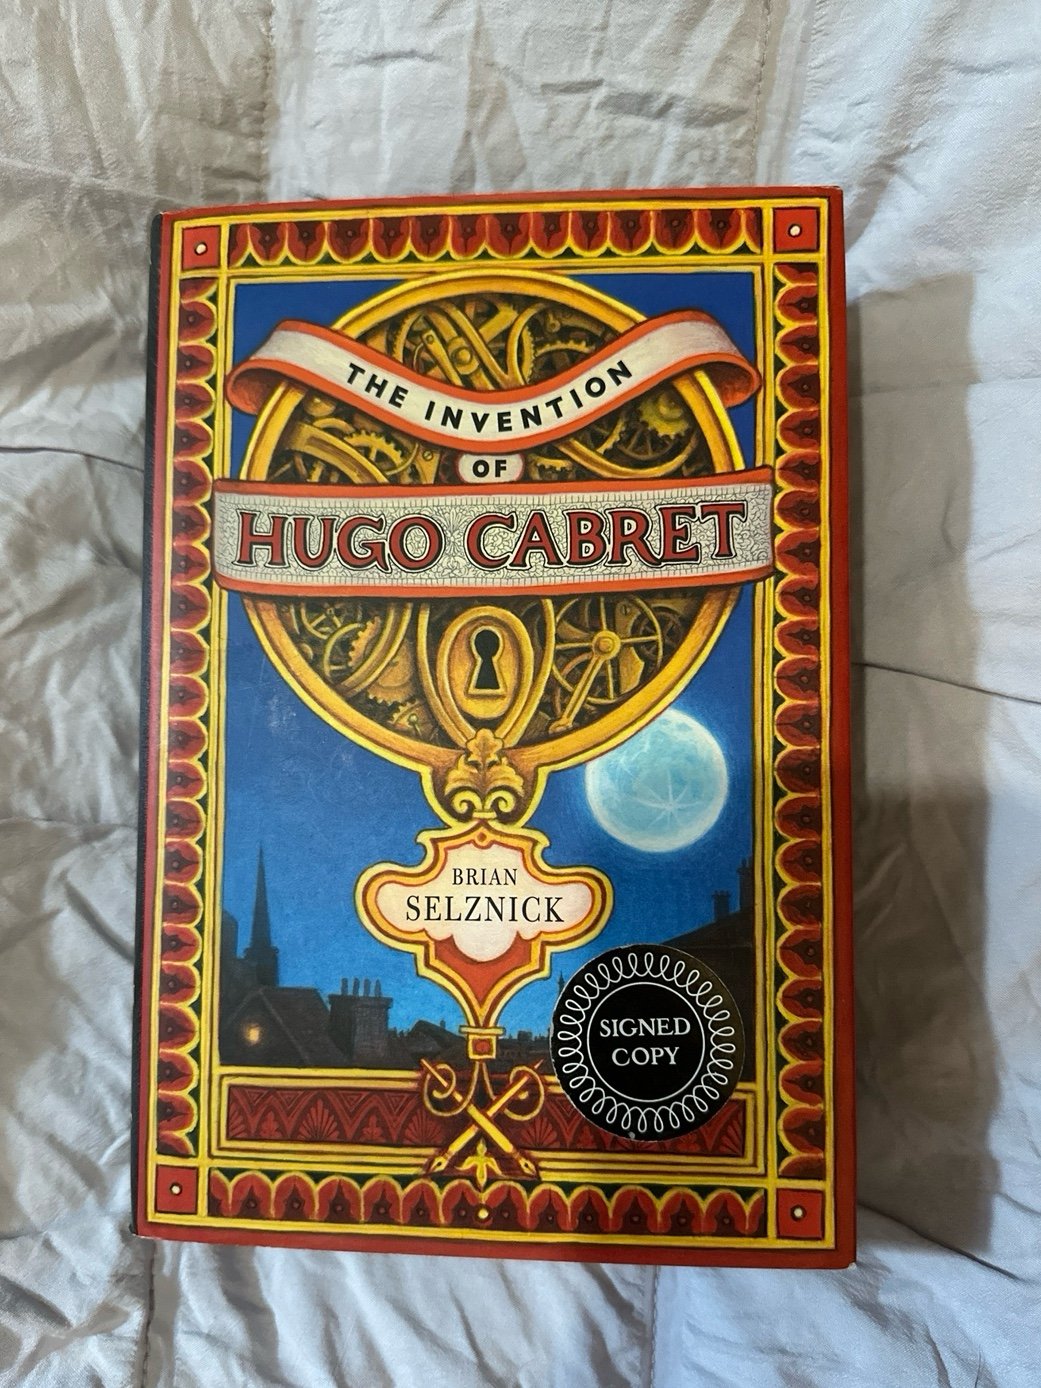 THE INVENTION
OF
HUGO CABRET
BRIAN
SELZNICK
SIGNED
COPY